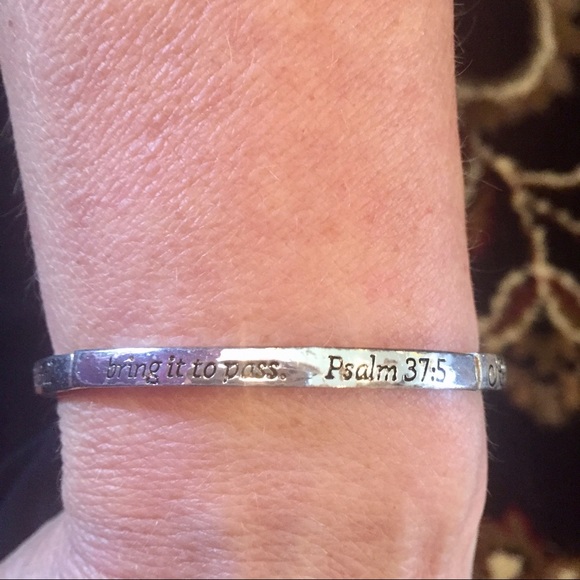 bring it to pass. Psalm 37:5